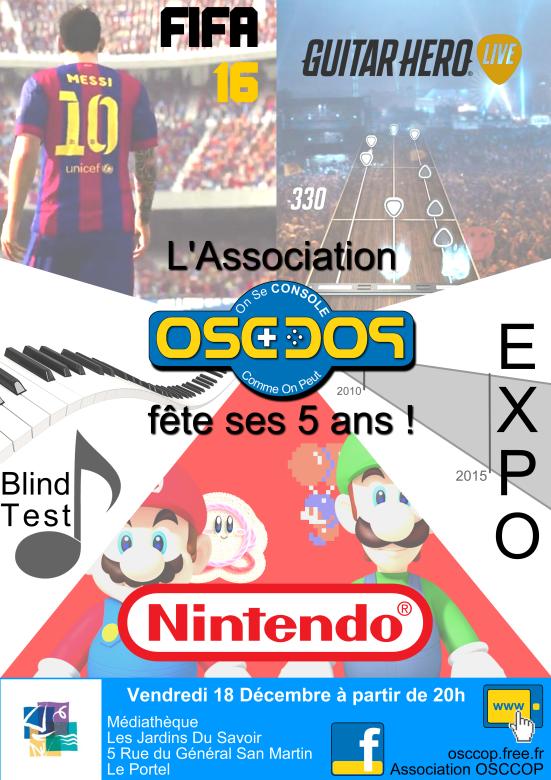 FIFA
16
MESSI
10
unicef
GUITAR HERO® LIVE
330
L'Association
On Se CONSOLE
OSCCOP
Comme On Peut
fête ses 5 ans !
2010
2015
EXPO
Blind
Test
Nintendo®
Vendredi 18 Décembre à partir de 20h
Médiathèque
Les Jardins Du Savoir
5 Rue du Général San Martin
Le Portel
f
www
osccop.free.fr
Association OSCCOP